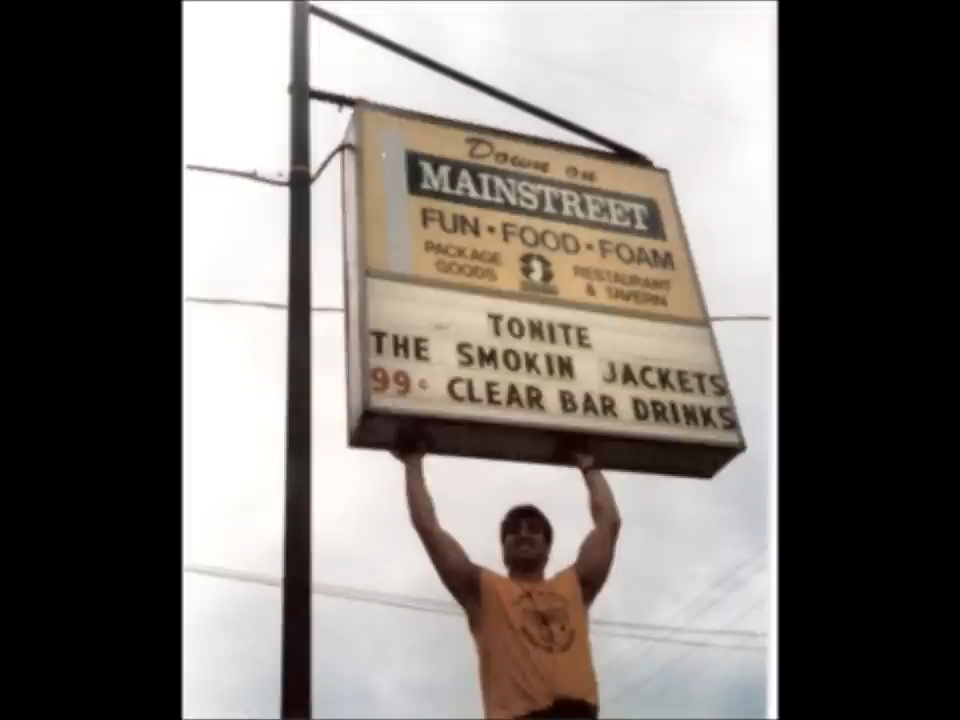 Down on
MAINSTREET
FUN • FOOD • FOAM
PACKAGE GOODS
RESTAURANT & TAVERN
TONITE
THE SMOKIN JACKETS
99¢ CLEAR BAR DRINKS